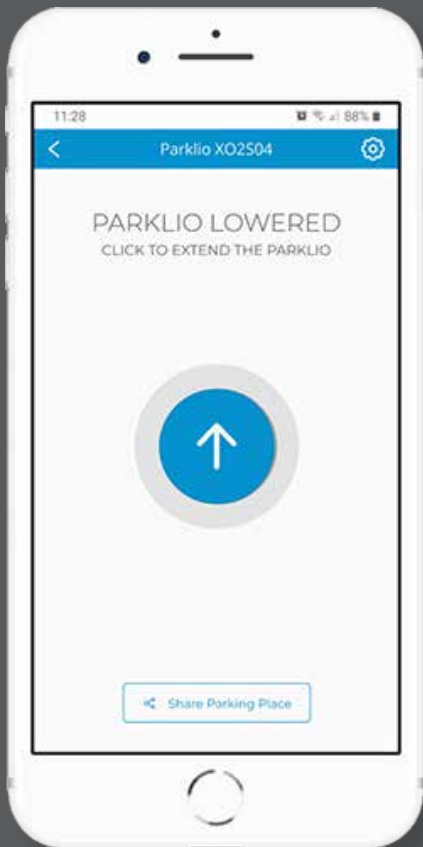 11:28 88%
Parklio XO2S04
PARKLIO LOWERED
CLICK TO EXTEND THE PARKLIO
Share Parking Place